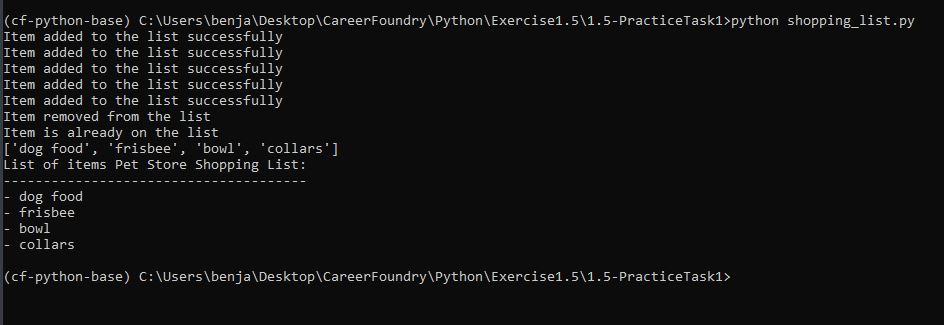 (cf-python-base) C:\Users\benja\Desktop\CareerFoundry\Python\Exercise1.5\1.5-PracticeTask1>python shopping_list.py
Item added to the list successfully
Item added to the list successfully
Item added to the list successfully
Item added to the list successfully
Item added to the list successfully
Item removed from the list
Item is already on the list
['dog food', 'frisbee', 'bowl', 'collars']
List of items Pet Store Shopping List:
--------------------------------------
- dog food
- frisbee
- bowl
- collars
(cf-python-base) C:\Users\benja\Desktop\CareerFoundry\Python\Exercise1.5\1.5-PracticeTask1>